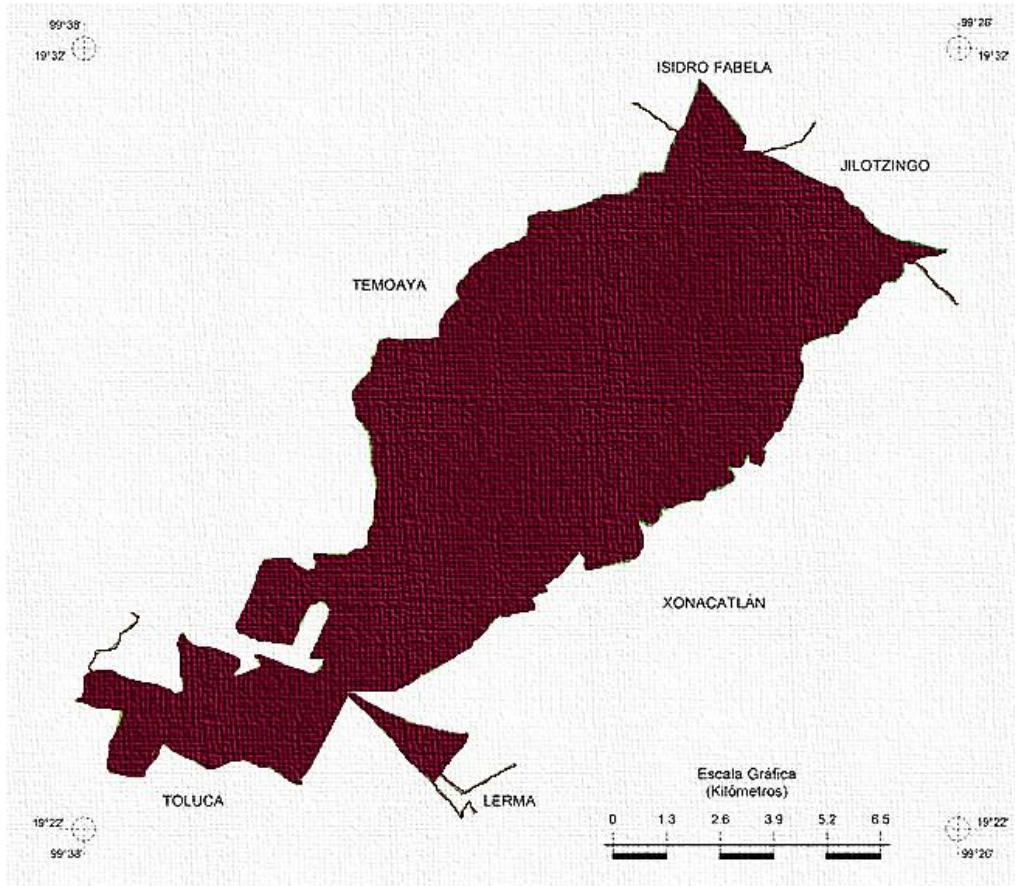 99°38'
99°26'
19°32'
19°32'
ISIDRO FABELA
JILOTZINGO
TEMOAYA
XONACATLÁN
Escala Gráfica
(Kilómetros)
TOLUCA
LERMA
0 1.3 2.6 3.9 5.2 6.5
19°22'
19°22'
99°38'
99°26'